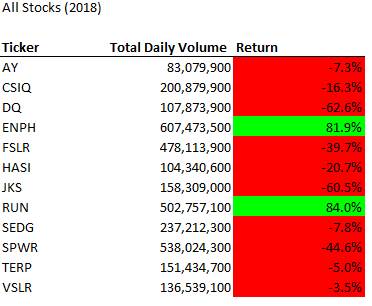 All Stocks (2018)
Ticker Total Daily Volume Return
AY 83,079,900 -7.3%
CSIQ 200,879,900 -16.3%
DQ 107,873,900 -62.6%
ENPH 607,473,500 81.9%
FSLR 478,113,900 -39.7%
HASI 104,340,600 -20.7%
JKS 158,309,000 -60.5%
RUN 502,757,100 84.0%
SEDG 237,212,300 -7.8%
SPWR 538,024,300 -44.6%
TERP 151,434,700 -5.0%
VSLR 136,539,100 -3.5%